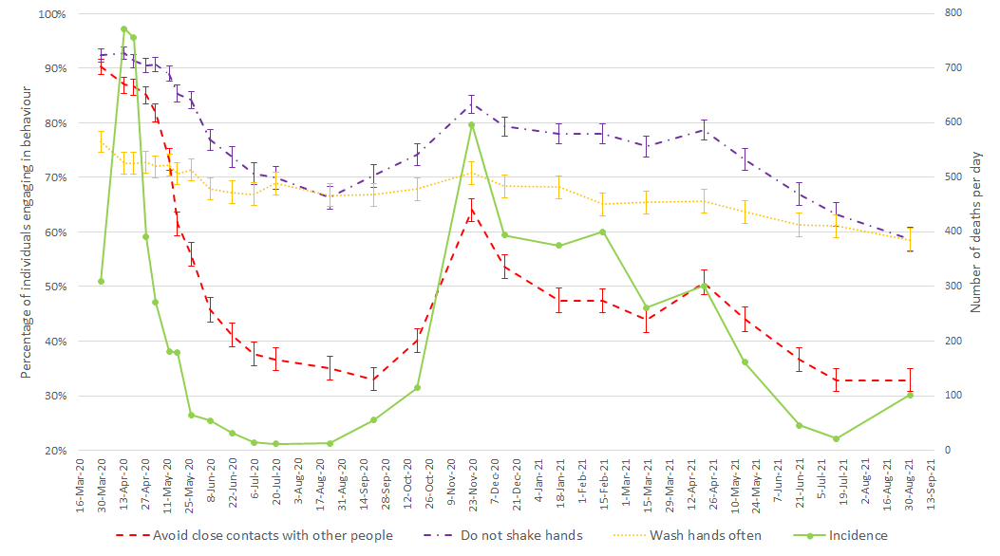 Percentage of individuals engaging in behaviour
100%
90%
80%
70%
60%
50%
40%
30%
20%
800
700
600
500
400
300
200
100
0
Number of deaths per day
16-Mar-20
30-Mar-20
13-Apr-20
27-Apr-20
11-May-20
25-May-20
8-Jun-20
22-Jun-20
6-Jul-20
20-Jul-20
3-Aug-20
17-Aug-20
31-Aug-20
14-Sep-20
28-Sep-20
12-Oct-20
26-Oct-20
9-Nov-20
23-Nov-20
7-Dec-20
21-Dec-20
4-Jan-21
18-Jan-21
1-Feb-21
15-Feb-21
1-Mar-21
15-Mar-21
29-Mar-21
12-Apr-21
26-Apr-21
10-May-21
24-May-21
7-Jun-21
21-Jun-21
5-Jul-21
19-Jul-21
2-Aug-21
16-Aug-21
30-Aug-21
13-Sep-21
Avoid close contacts with other people
Do not shake hands
Wash hands often
Incidence